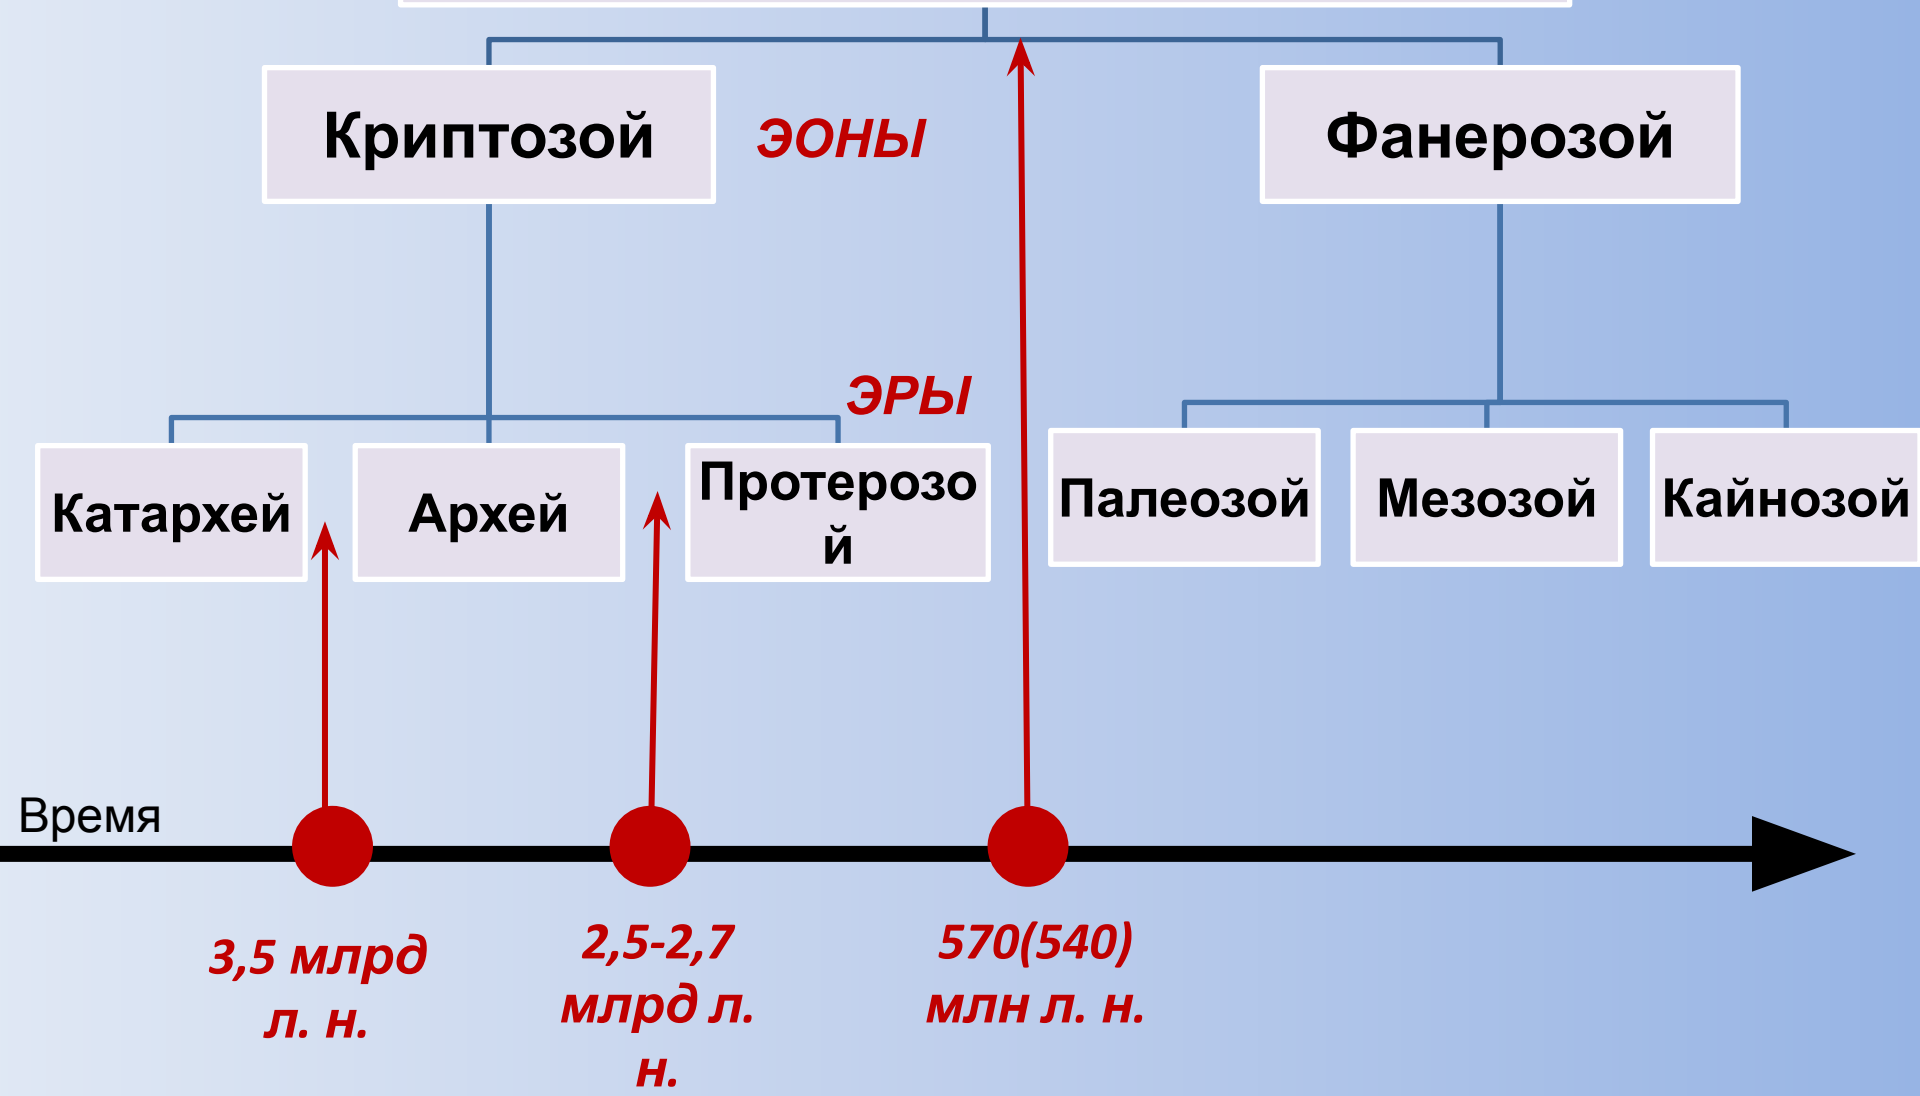 Криптозой
ЭОНЫ
Фанерозой
ЭРЫ
Катархей
Архей
Протерозо
й
Палеозой
Мезозой
Кайнозой
Время
3,5 млрд
л. н.
2,5-2,7
млрд л.
н.
570(540)
млн л. н.